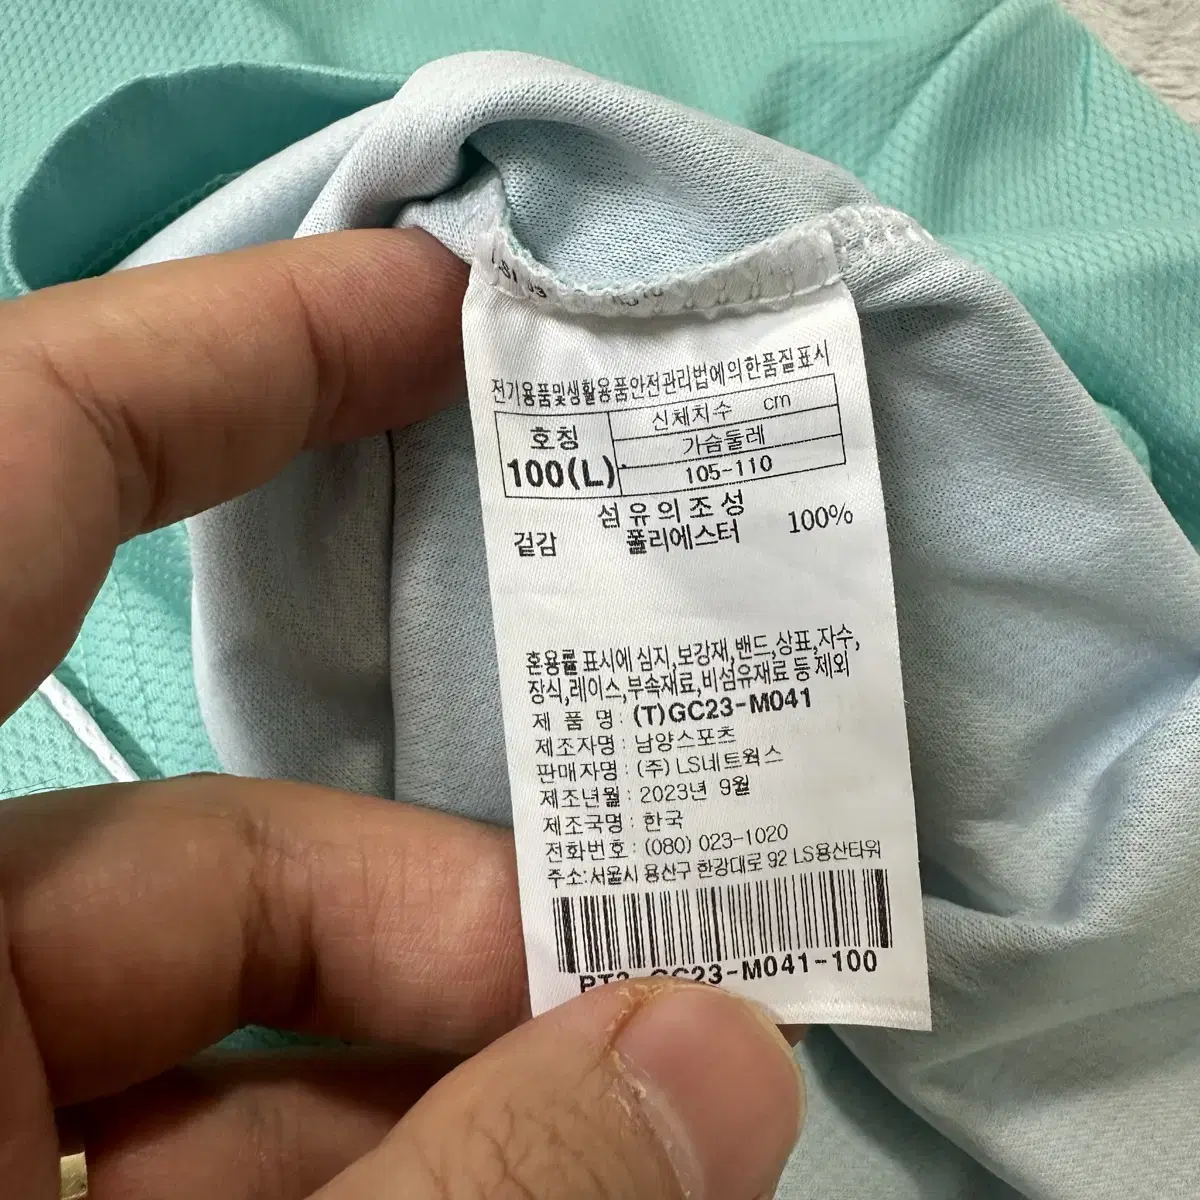 전기용품및생활용품안전관리법에의한품질표시
호칭
100(L)
신체치수 cm
가슴둘레
105-110
섬유의조성
겉감 폴리에스터 100%
혼용률 표시에 심지,보강재,밴드,상표,자수,
장식,레이스,부속재료,비섬유재료 등 제외
제 품 명 : (T)GC23-M041
제조자명 : 남양스포츠
판매자명 : (주) LS네트웍스
제조년월 : 2023년 9월
제조국명 : 한국
전화번호 : (080) 023-1020
주소:서울시 용산구 한강대로 92 LS용산타워
GC23-M041-100